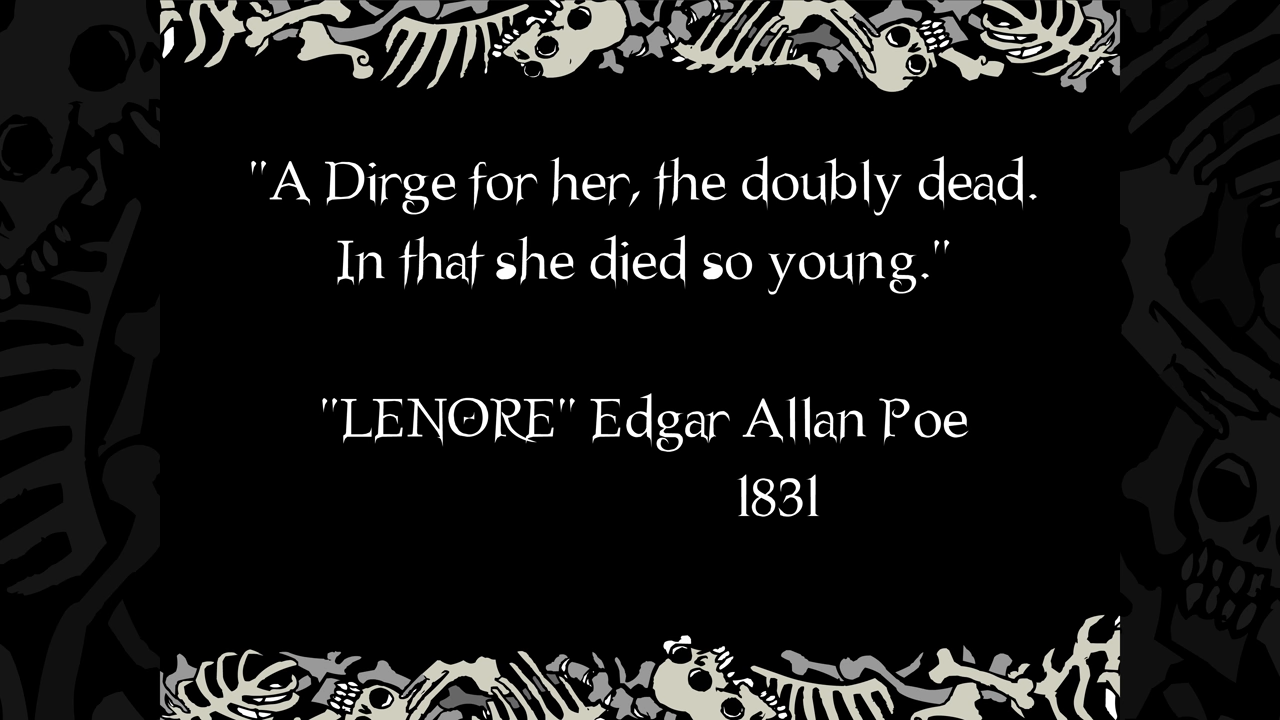 "A Dirge for her, the doubly dead.
In that she died so young."
"LENORE" Edgar Allan Poe
1831